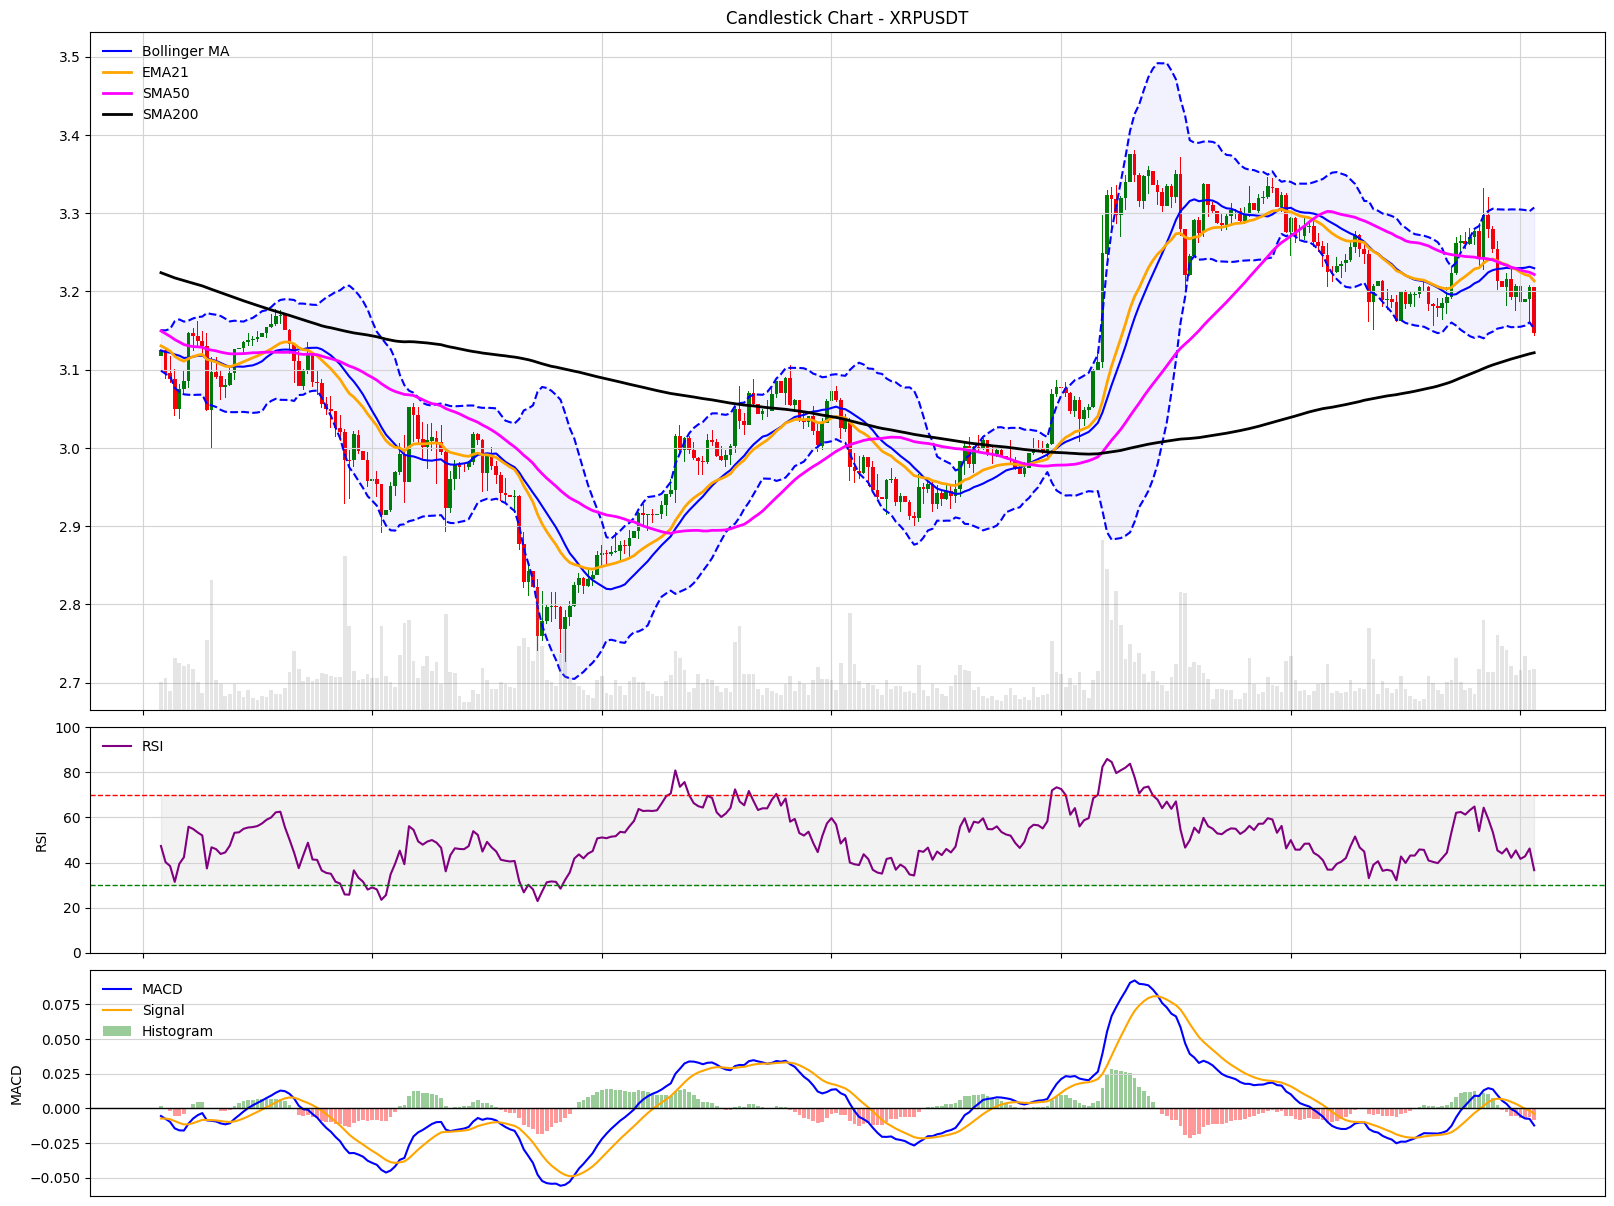 Candlestick Chart - XRPUSDT
Bollinger MA
EMA21
SMA50
SMA200
3.5
3.4
3.3
3.2
3.1
3.0
2.9
2.8
2.7
RSI
RSI
100
80
60
40
20
0
MACD
Signal
Histogram
MACD
0.075
0.050
0.025
0.000
−0.025
−0.050